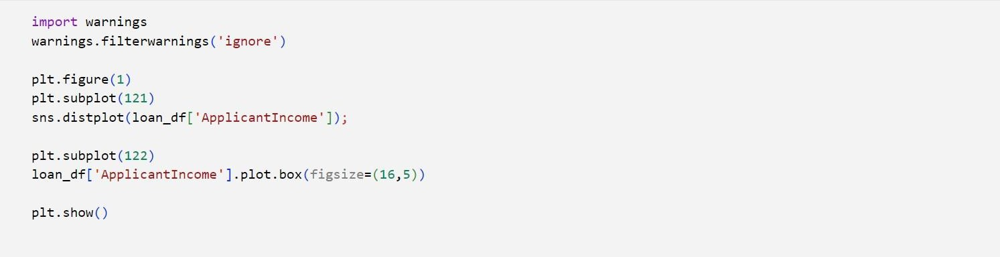 import warnings
warnings.filterwarnings('ignore')
plt.figure(1)
plt.subplot(121)
sns.distplot(loan_df['ApplicantIncome']);
plt.subplot(122)
loan_df['ApplicantIncome'].plot.box(figsize=(16,5))
plt.show()